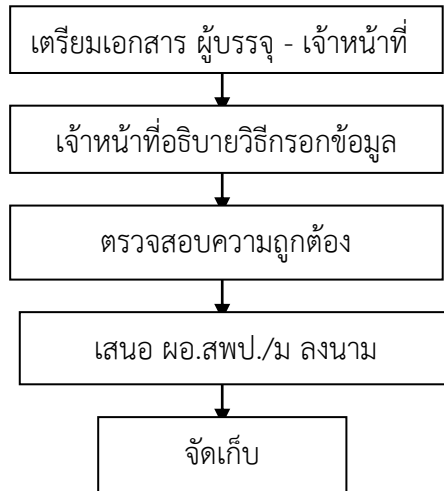 เตรียมเอกสาร ผู้บรรจุ - เจ้าหน้าที่
เจ้าหน้าที่อธิบายวิธีกรอกข้อมูล
ตรวจสอบความถูกต้อง
เสนอ ผอ.สพป./ม ลงนาม
จัดเก็บ